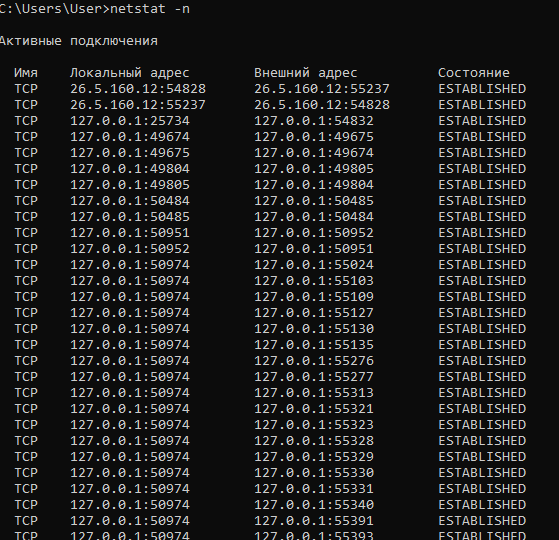 C:\Users\User>netstat -n
Активные подключения
Имя Локальный адрес Внешний адрес Состояние
TCP 26.5.160.12:54828 26.5.160.12:55237 ESTABLISHED
TCP 26.5.160.12:55237 26.5.160.12:54828 ESTABLISHED
TCP 127.0.0.1:25734 127.0.0.1:54832 ESTABLISHED
TCP 127.0.0.1:49674 127.0.0.1:49675 ESTABLISHED
TCP 127.0.0.1:49675 127.0.0.1:49674 ESTABLISHED
TCP 127.0.0.1:49804 127.0.0.1:49805 ESTABLISHED
TCP 127.0.0.1:49805 127.0.0.1:49804 ESTABLISHED
TCP 127.0.0.1:50484 127.0.0.1:50485 ESTABLISHED
TCP 127.0.0.1:50485 127.0.0.1:50484 ESTABLISHED
TCP 127.0.0.1:50951 127.0.0.1:50952 ESTABLISHED
TCP 127.0.0.1:50952 127.0.0.1:50951 ESTABLISHED
TCP 127.0.0.1:50974 127.0.0.1:55024 ESTABLISHED
TCP 127.0.0.1:50974 127.0.0.1:55103 ESTABLISHED
TCP 127.0.0.1:50974 127.0.0.1:55109 ESTABLISHED
TCP 127.0.0.1:50974 127.0.0.1:55127 ESTABLISHED
TCP 127.0.0.1:50974 127.0.0.1:55130 ESTABLISHED
TCP 127.0.0.1:50974 127.0.0.1:55135 ESTABLISHED
TCP 127.0.0.1:50974 127.0.0.1:55276 ESTABLISHED
TCP 127.0.0.1:50974 127.0.0.1:55277 ESTABLISHED
TCP 127.0.0.1:50974 127.0.0.1:55313 ESTABLISHED
TCP 127.0.0.1:50974 127.0.0.1:55321 ESTABLISHED
TCP 127.0.0.1:50974 127.0.0.1:55323 ESTABLISHED
TCP 127.0.0.1:50974 127.0.0.1:55328 ESTABLISHED
TCP 127.0.0.1:50974 127.0.0.1:55329 ESTABLISHED
TCP 127.0.0.1:50974 127.0.0.1:55330 ESTABLISHED
TCP 127.0.0.1:50974 127.0.0.1:55331 ESTABLISHED
TCP 127.0.0.1:50974 127.0.0.1:55340 ESTABLISHED
TCP 127.0.0.1:50974 127.0.0.1:55391 ESTABLISHED
TCP 127.0.0.1:50974 127.0.0.1:55393 ESTABLISHED